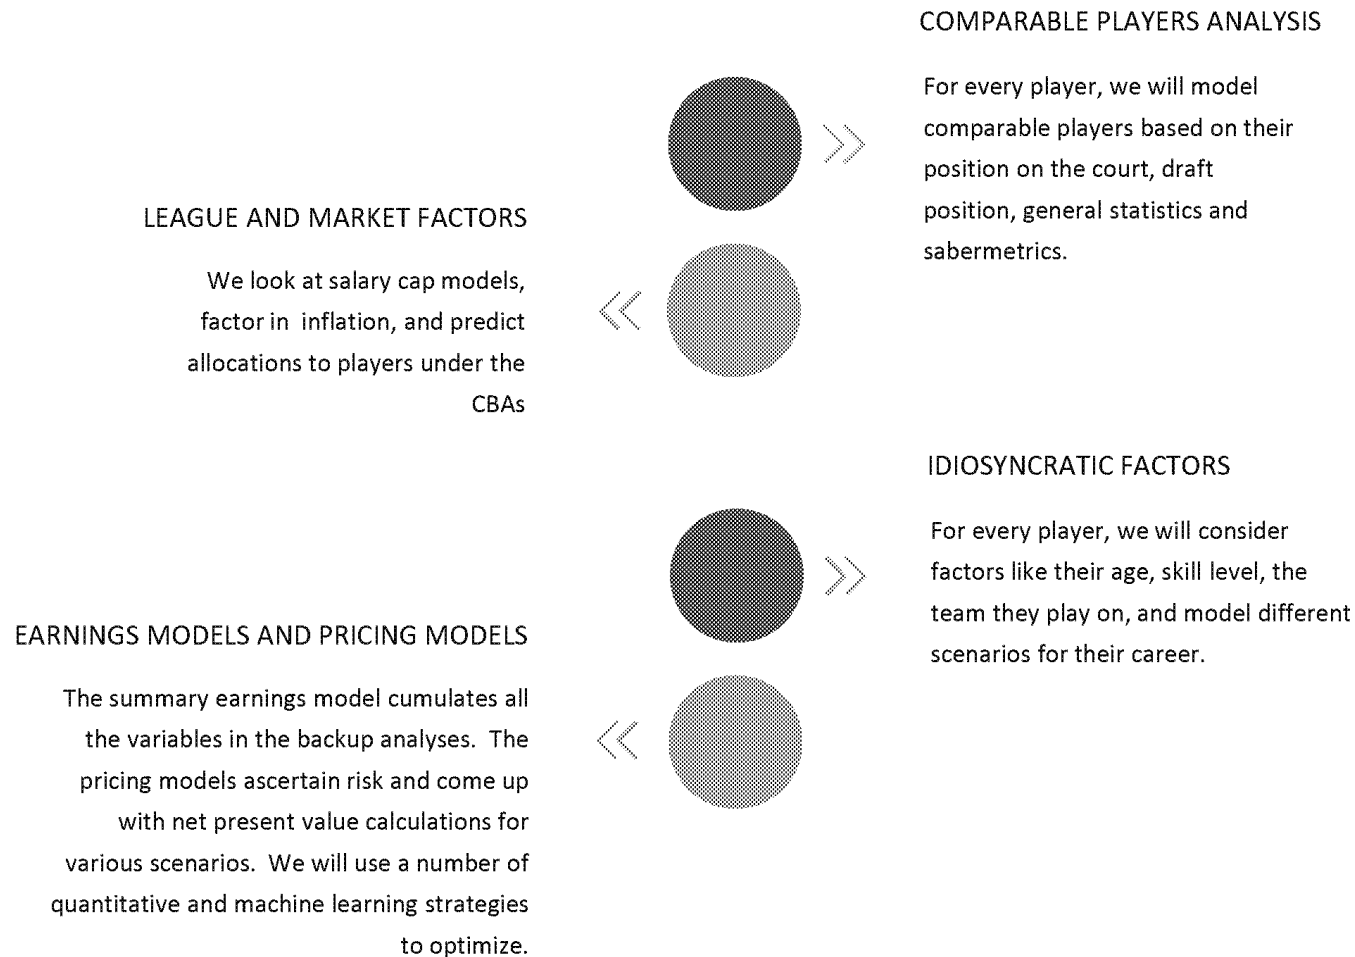 COMPARABLE PLAYERS ANALYSIS
For every player, we will model
comparable players based on their
position on the court, draft
position, general statistics and
sabermetrics.
LEAGUE AND MARKET FACTORS
We look at salary cap models,
factor in  inflation, and predict
allocations to players under the
CBAs
IDIOSYNCRATIC FACTORS
For every player, we will consider
factors like their age, skill level, the
team they play on, and model different
scenarios for their career.
EARNINGS MODELS AND PRICING MODELS
The summary earnings model cumulates all
the variables in the backup analyses.  The
pricing models ascertain risk and come up
with net present value calculations for
various scenarios.  We will use a number of
quantitative and machine learning strategies
to optimize.